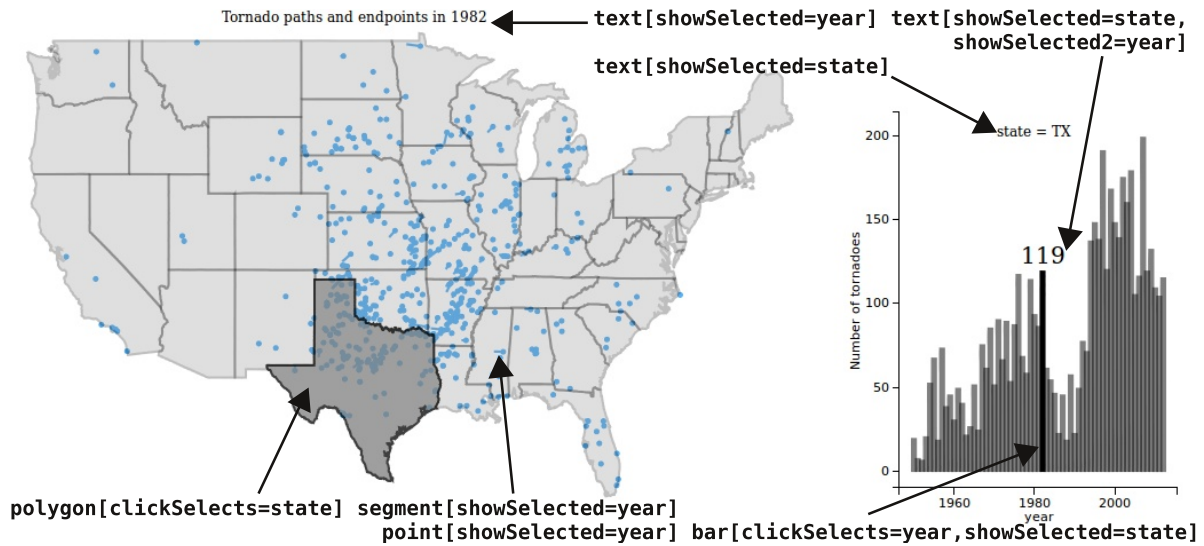 Tornado paths and endpoints in 1982
text[showSelected=year] text[showSelected=state,
showSelected2=year]
text[showSelected=state]
state = TX
200
150
100
50
0
Number of tornadoes
119
1960 1980 2000
year
polygon[clickSelects=state] segment[showSelected=year]
point[showSelected=year] bar[clickSelects=year,showSelected=state]